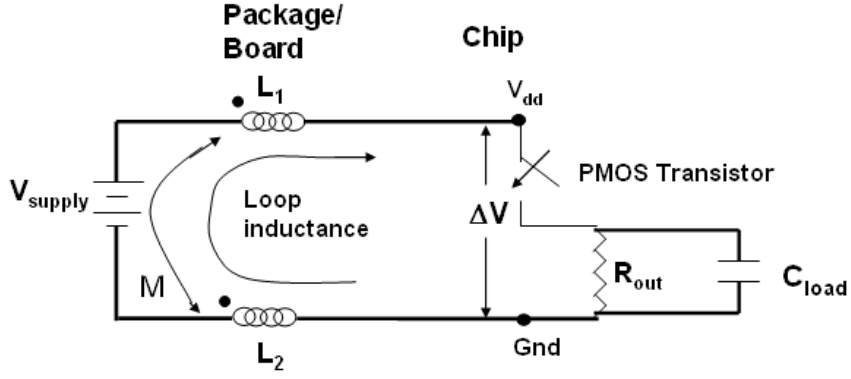 Package/
Board
Chip
L1
Vdd
PMOS Transistor
Vsupply
Loop
inductance
ΔV
M
Rout
Cload
L2
Gnd